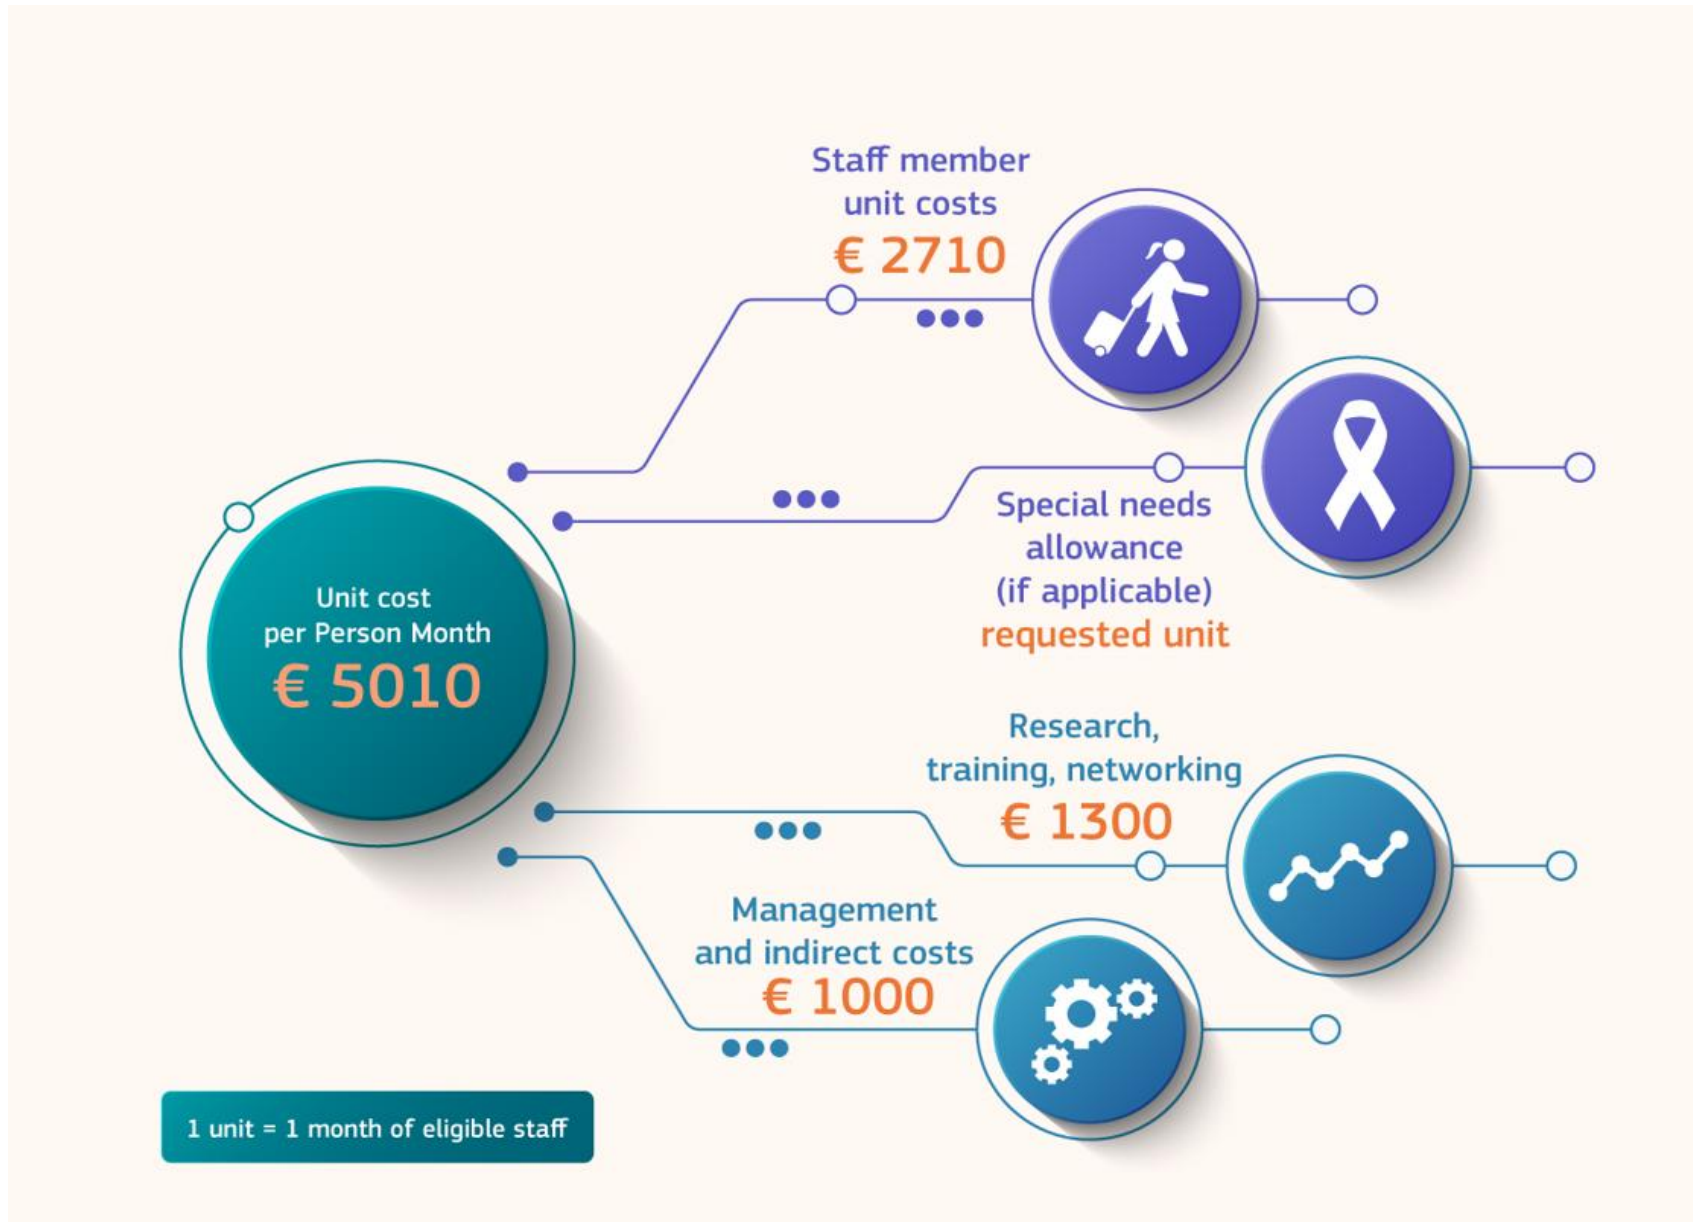 Staff member
unit costs
€ 2710
Special needs
allowance
(if applicable)
requested unit
Unit cost
per Person Month
€ 5010
Research,
training, networking
€ 1300
Management
and indirect costs
€ 1000
1 unit = 1 month of eligible staff